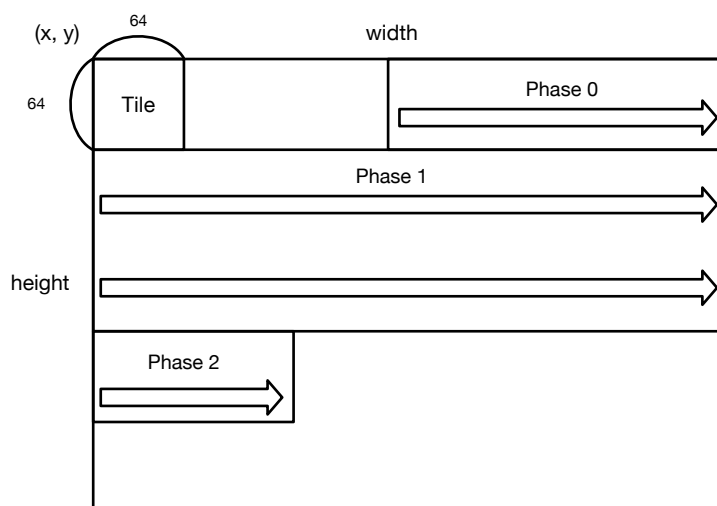 64
(x, y)
width
64
Tile
Phase 0
Phase 1
height
Phase 2